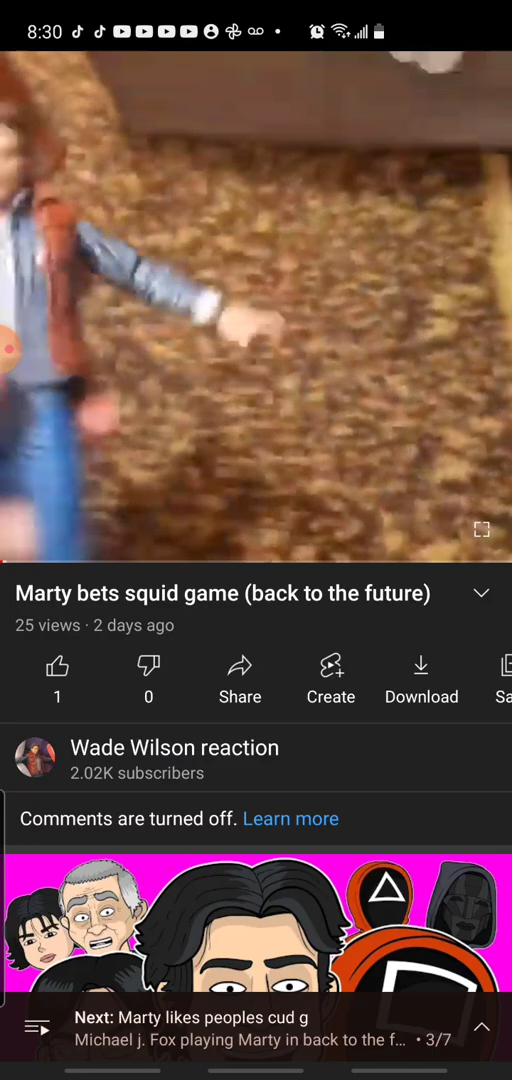 8:30
Marty bets squid game (back to the future)
25 views · 2 days ago
1
0
Share
Create
Download
Sa
Wade Wilson reaction
2.02K subscribers
Comments are turned off. Learn more
Next: Marty likes peoples cud g
Michael j. Fox playing Marty in back to the f... • 3/7